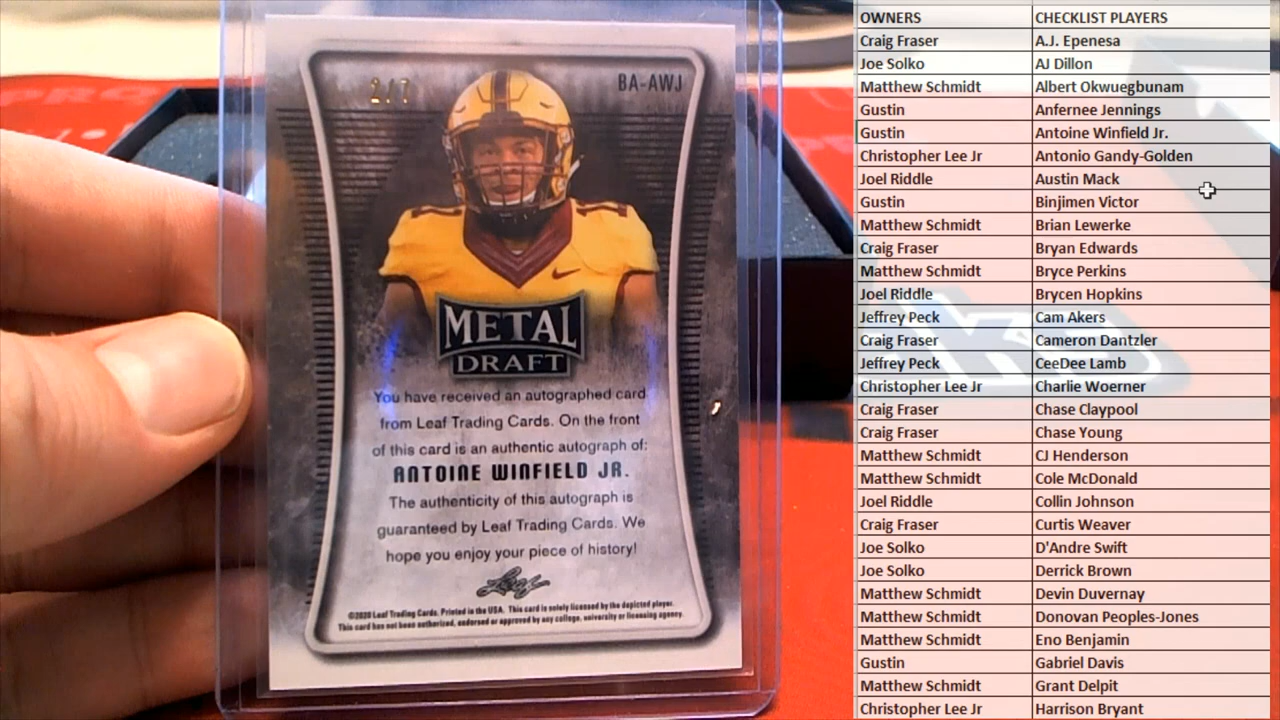 2/7
BA-AWJ
METAL
DRAFT
You have received an autographed card
from Leaf Trading Cards. On the front
of this card is an authentic autograph of:
ANTOINE WINFIELD JR.
The authenticity of this autograph is
guaranteed by Leaf Trading Cards. We
hope you enjoy your piece of history!
Leaf
©2020 Leaf Trading Cards. Printed in the USA. This card is solely licensed by the depicted player.
This card has not been authorized, endorsed or approved by any college, university or licensing agency.
OWNERS CHECKLIST PLAYERS
Craig Fraser A.J. Epenesa
Joe Solko AJ Dillon
Matthew Schmidt Albert Okwuegbunam
Gustin Anfernee Jennings
Gustin Antoine Winfield Jr.
Christopher Lee Jr Antonio Gandy-Golden
Joel Riddle Austin Mack
Gustin Binjimen Victor
Matthew Schmidt Brian Lewerke
Craig Fraser Bryan Edwards
Matthew Schmidt Bryce Perkins
Joel Riddle Brycen Hopkins
Jeffrey Peck Cam Akers
Craig Fraser Cameron Dantzler
Jeffrey Peck CeeDee Lamb
Christopher Lee Jr Charlie Woerner
Craig Fraser Chase Claypool
Craig Fraser Chase Young
Matthew Schmidt CJ Henderson
Matthew Schmidt Cole McDonald
Joel Riddle Collin Johnson
Craig Fraser Curtis Weaver
Joe Solko D'Andre Swift
Joe Solko Derrick Brown
Matthew Schmidt Devin Duvernay
Matthew Schmidt Donovan Peoples-Jones
Matthew Schmidt Eno Benjamin
Gustin Gabriel Davis
Matthew Schmidt Grant Delpit
Christopher Lee Jr Harrison Bryant